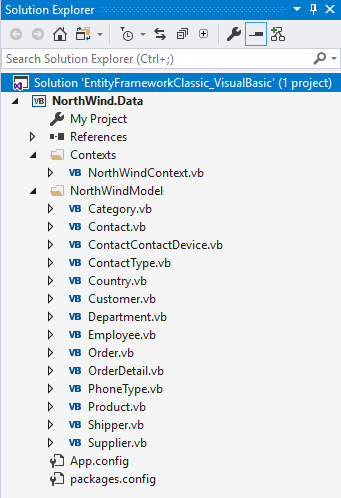 Solution Explorer
Search Solution Explorer (Ctrl+;)
Solution 'EntityFrameworkClassic_VisualBasic' (1 project)
VB NorthWind.Data
My Project
References
Contexts
VB NorthWindContext.vb
NorthWindModel
VB Category.vb
VB Contact.vb
VB ContactContactDevice.vb
VB ContactType.vb
VB Country.vb
VB Customer.vb
VB Department.vb
VB Employee.vb
VB Order.vb
VB OrderDetail.vb
VB PhoneType.vb
VB Product.vb
VB Shipper.vb
VB Supplier.vb
App.config
packages.config